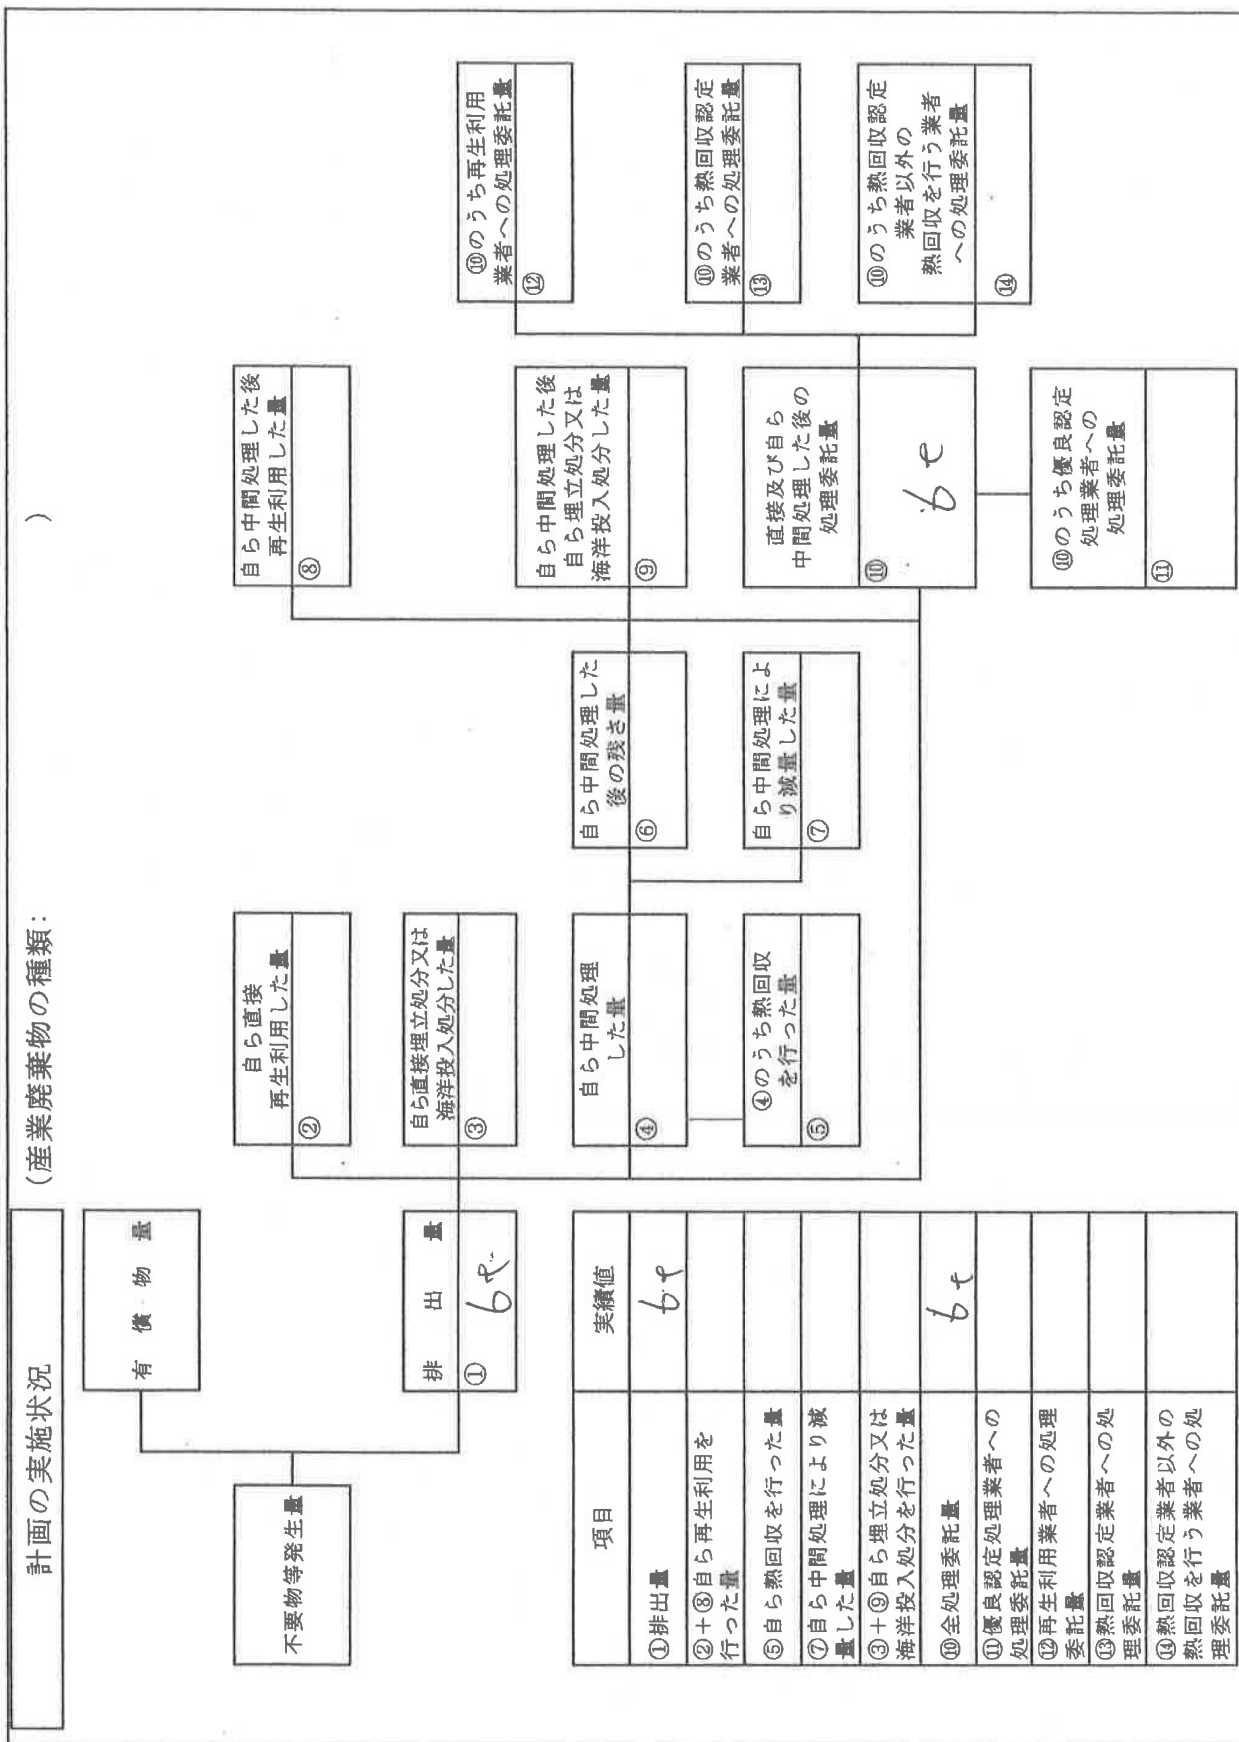 計画の実施状況
(産業廃棄物の種類：　　　)
有償物量
不要物等発生量
排出量
① 6t
自ら直接
再生利用した量
②
自ら直接埋立処分又は
海洋投入処分した量
③
自ら中間処理
した量
④
④のうち熱回収
を行った量
⑤
自ら中間処理した
後の残さ量
⑥
自ら中間処理によ
り減量した量
⑦
自ら中間処理した後
再生利用した量
⑧
自ら中間処理した後
自ら埋立処分又は
海洋投入処分した量
⑨
直接及び自ら
中間処理した後の
処理委託量
⑩ 6t
⑩のうち優良認定
処理業者への
処理委託量
⑪
⑩のうち再生利用
業者への処理委託量
⑫
⑩のうち熱回収認定
業者への処理委託量
⑬
⑩のうち熱回収認定
業者以外の
熱回収を行う業者
への処理委託量
⑭
項目 実績値
①排出量 6t
②＋⑧自ら再生利用を
行った量
⑤自ら熱回収を行った量
⑦自ら中間処理により減
量した量
③＋⑨自ら埋立処分又は
海洋投入処分を行った量
⑩全処理委託量 6t
⑪優良認定処理業者への
処理委託量
⑫再生利用業者への処理
委託量
⑬熱回収認定業者への処
理委託量
⑭熱回収認定業者以外の
熱回収を行う業者への処
理委託量